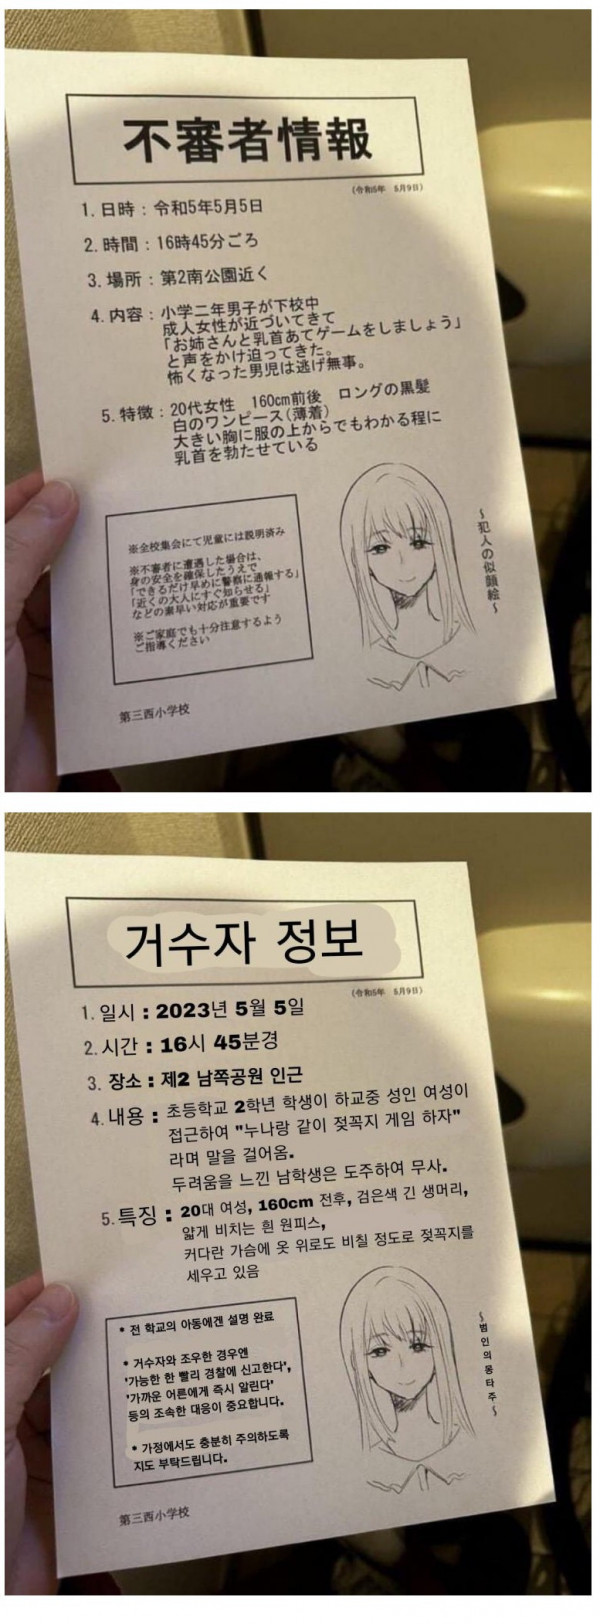 不審者情報
(令和5年 5月9日)
1. 日時：令和5年5月5日
2. 時間：16時45分ごろ
3. 場所：第2南公園近く
4. 内容：小学二年男子が下校中
成人女性が近づいてきて
「お姉さんと乳首あてゲームをしましょう」
と声をかけ迫ってきた。
怖くなった男児は逃げ無事。
5. 特徴：20代女性 160cm前後 ロングの黒髪
白のワンピース(薄着)
大きい胸に服の上からでもわかる程に
乳首を勃たせている
※全校集会にて児童には説明済み
※不審者に遭遇した場合は、
身の安全を確保したうえで
「できるだけ早めに警察に通報する」
「近くの大人にすぐ知らせる」
などの素早い対応が重要です
※ご家庭でも十分注意するよう
ご指導ください
～犯人の似顔絵～
第三西小学校
거수자 정보
(令和5年 5月9日)
1. 일시 : 2023년 5월 5일
2. 시간 : 16시 45분경
3. 장소 : 제2 남쪽공원 인근
4. 내용 : 초등학교 2학년 학생이 하교중 성인 여성이
접근하여 "누나랑 같이 젖꼭지 게임 하자"
라며 말을 걸어옴.
두려움을 느낀 남학생은 도주하여 무사.
5. 특징 : 20대 여성, 160cm 전후, 검은색 긴 생머리,
얇게 비치는 흰 원피스,
커다란 가슴에 옷 위로도 비칠 정도로 젖꼭지를
세우고 있음
* 전 학교의 아동에겐 설명 완료
* 거수자와 조우한 경우엔
'가능한 한 빨리 경찰에 신고한다',
'가까운 어른에게 즉시 알린다'
등의 조속한 대응이 중요합니다.
* 가정에서도 충분히 주의하도록
지도 부탁드립니다.
~범인의몽타주~
第三西小学校